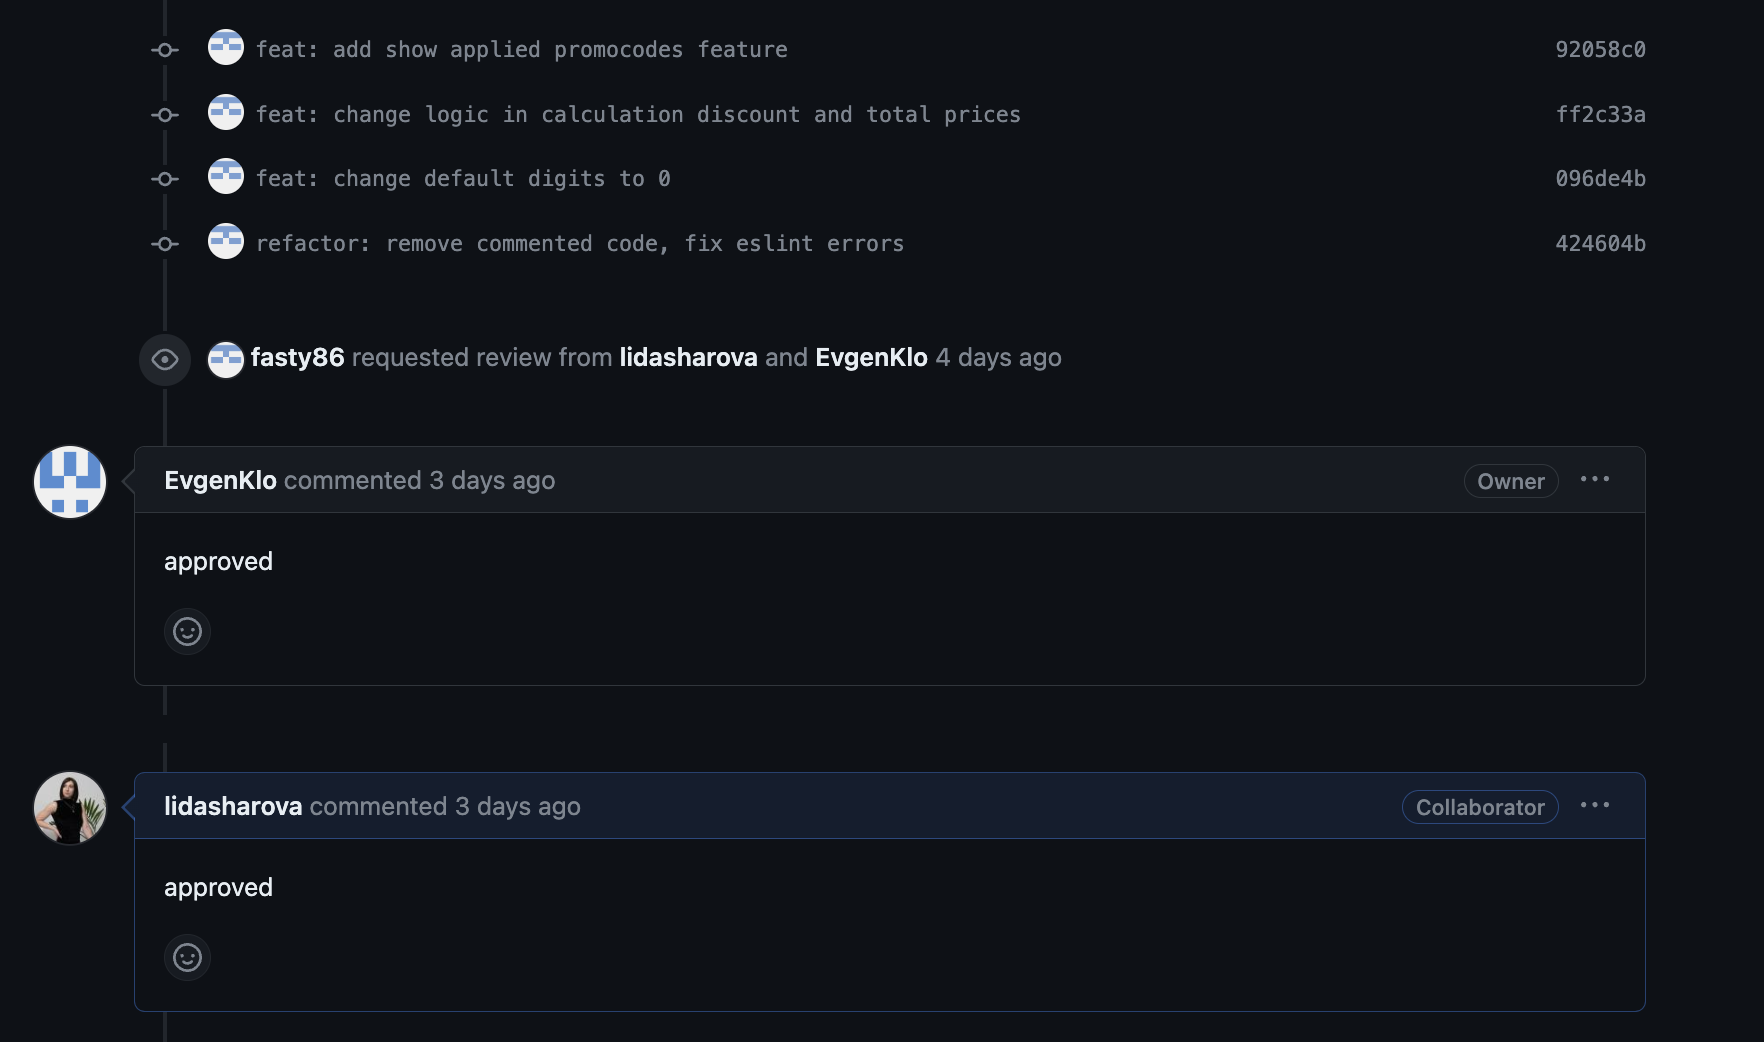 feat: add show applied promocodes feature 92058c0
feat: change logic in calculation discount and total prices ff2c33a
feat: change default digits to 0 096de4b
refactor: remove commented code, fix eslint errors 424604b
fasty86 requested review from lidasharova and EvgenKlo 4 days ago
EvgenKlo commented 3 days ago Owner ...
approved
lidasharova commented 3 days ago Collaborator ...
approved